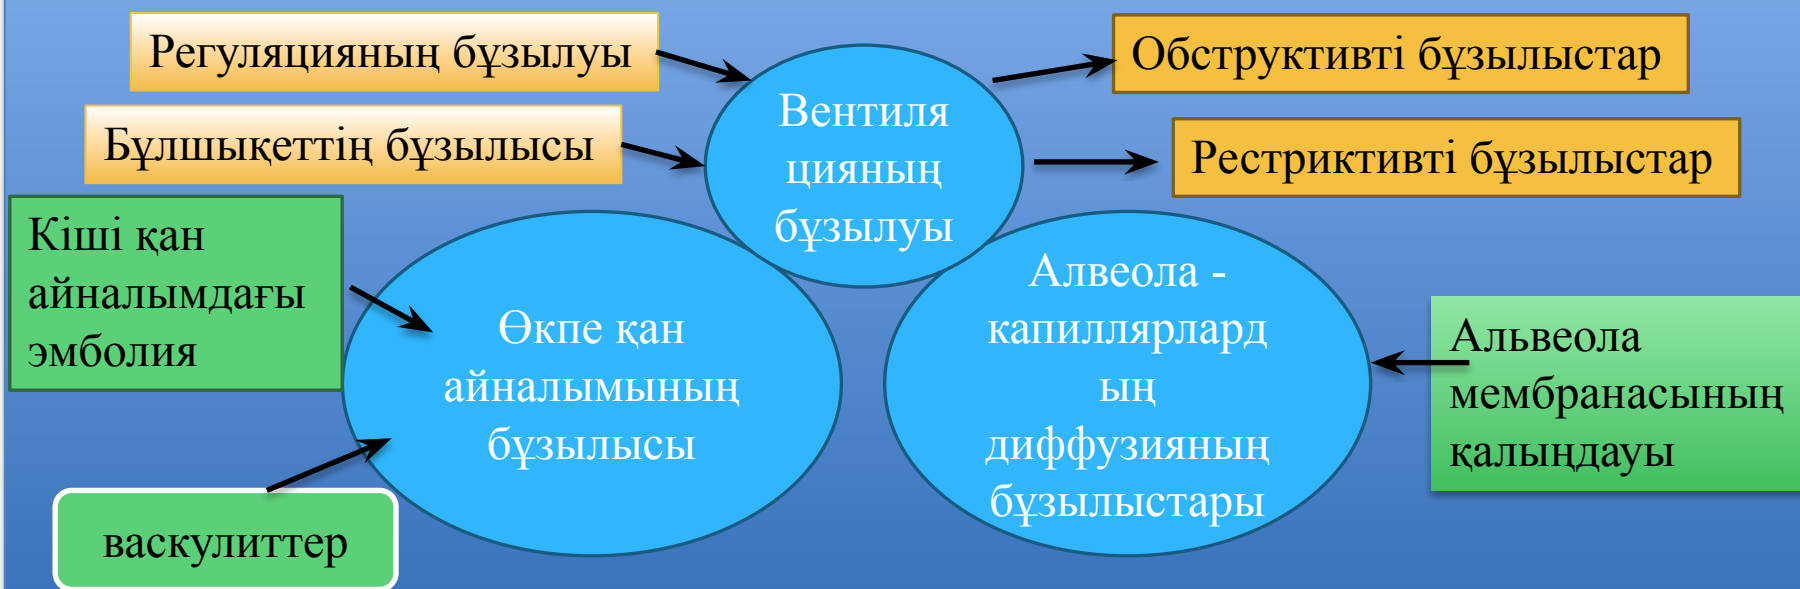 Регуляцияның бұзылуы
Бұлшықеттің бұзылысы
Вентиля
цияның
бұзылуы
Обструктивті бұзылыстар
Рестриктивті бұзылыстар
Кіші қан
айналымдағы
эмболия
Өкпе қан
айналымының
бұзылысы
васкулиттер
Алвеола -
капиллярлард
ың
диффузияның
бұзылыстары
Альвеола
мембранасының
қалыңдауы